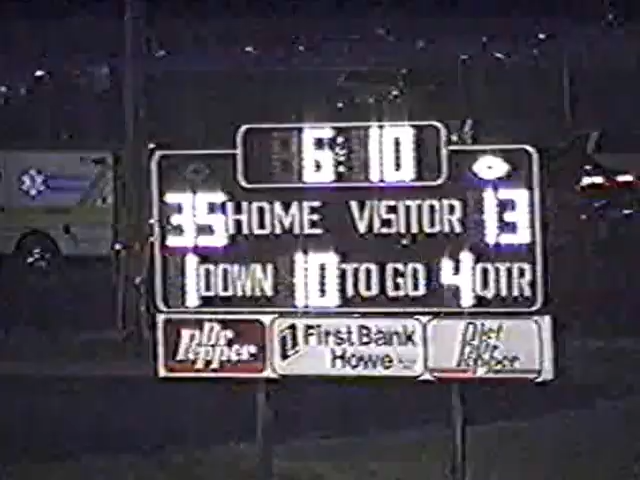 6 10
35 HOME VISITOR 13
1 DOWN 10 TO GO 4 QTR
Dr Pepper
First Bank
Howe
Diet
Dr
Pepper